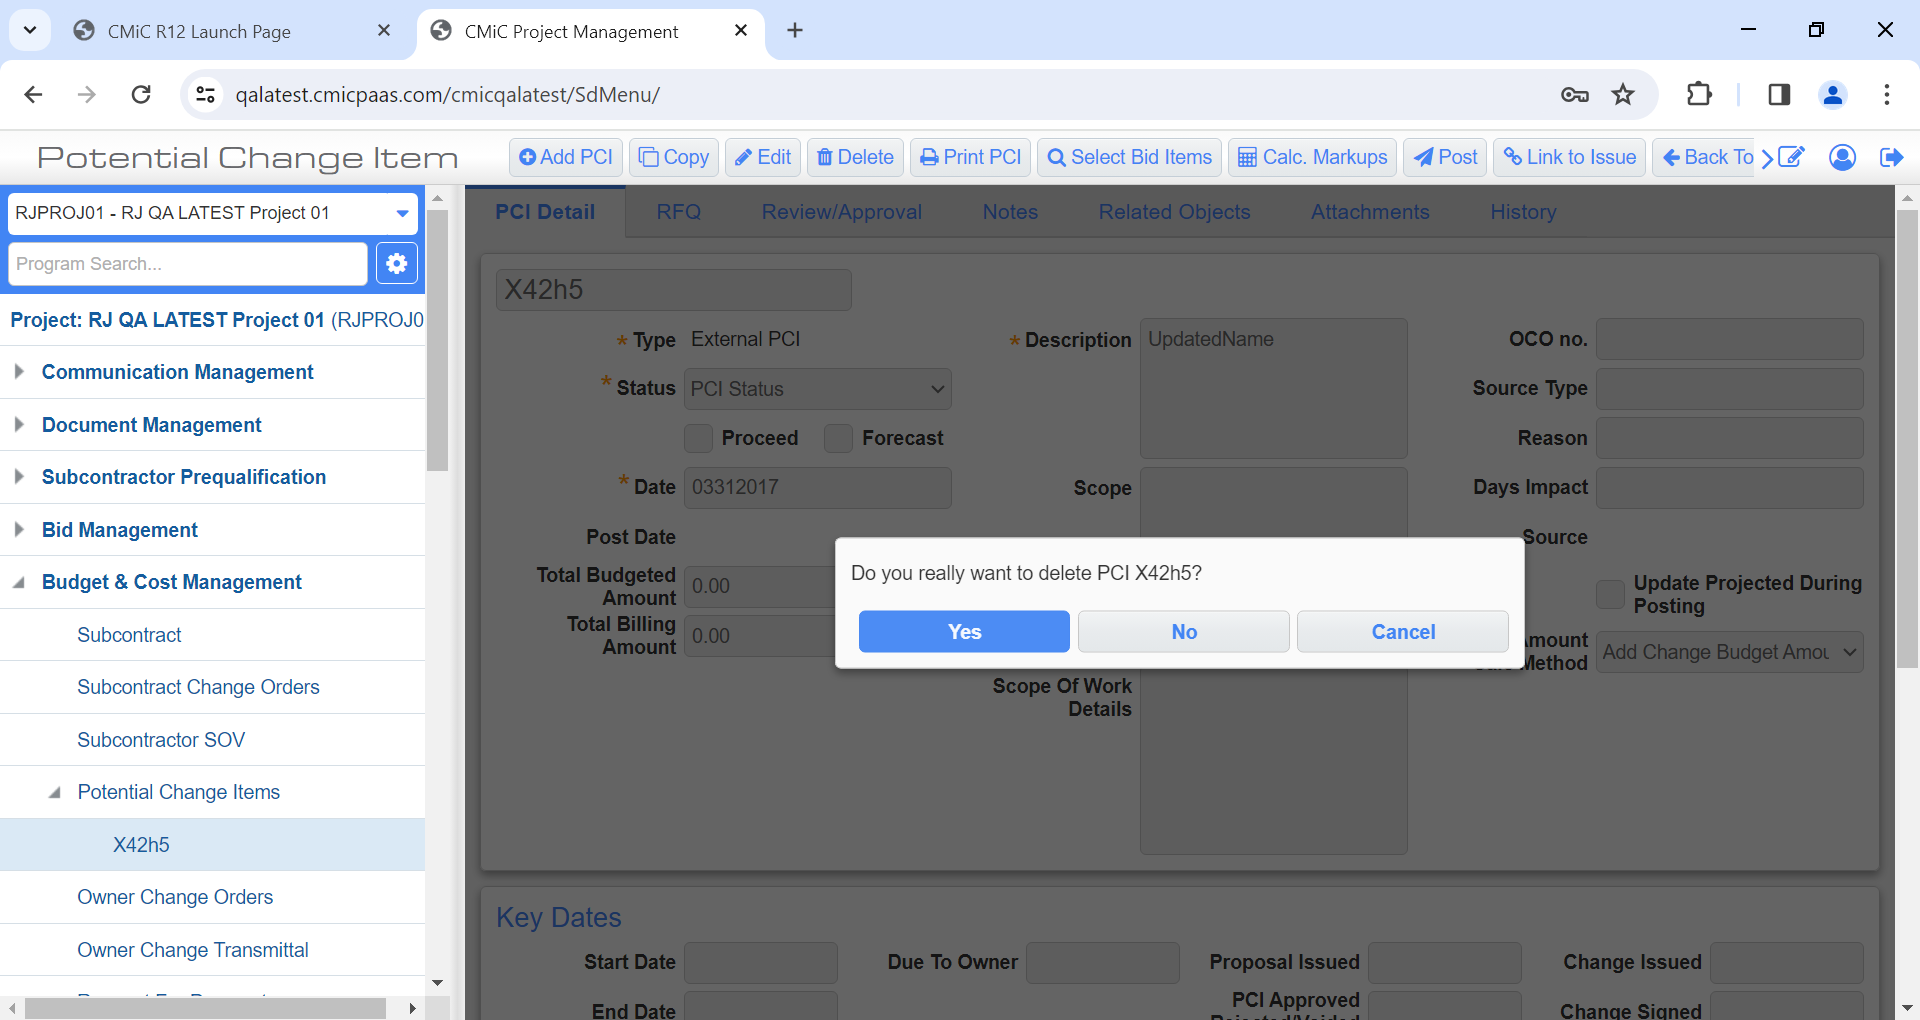 CMiC R12 Launch Page
CMiC Project Management
qalatest.cmicpaas.com/cmicqalatest/SdMenu/
Potential Change Item
Add PCI
Copy
Edit
Delete
Print PCI
Select Bid Items
Calc. Markups
Post
Link to Issue
Back To
RJPROJ01 - RJ QA LATEST Project 01
Program Search...
Project: RJ QA LATEST Project 01 (RJPROJ0
Communication Management
Document Management
Subcontractor Prequalification
Bid Management
Budget & Cost Management
Subcontract
Subcontract Change Orders
Subcontractor SOV
Potential Change Items
X42h5
Owner Change Orders
Owner Change Transmittal
PCI Detail
RFQ
Review/Approval
Notes
Related Objects
Attachments
History
X42h5
* Type External PCI
* Status PCI Status
Proceed
Forecast
* Date 03312017
Post Date
Total Budgeted
Amount
0.00
Total Billing
Amount
0.00
* Description UpdatedName
Scope
Scope Of Work
Details
OCO no.
Source Type
Reason
Days Impact
Source
Update Projected During
Posting
Method
Add Change Budget Amou
Do you really want to delete PCI X42h5?
Yes
No
Cancel
Key Dates
Start Date
Due To Owner
Proposal Issued
Change Issued
End Date
PCI Approved
Change Signed